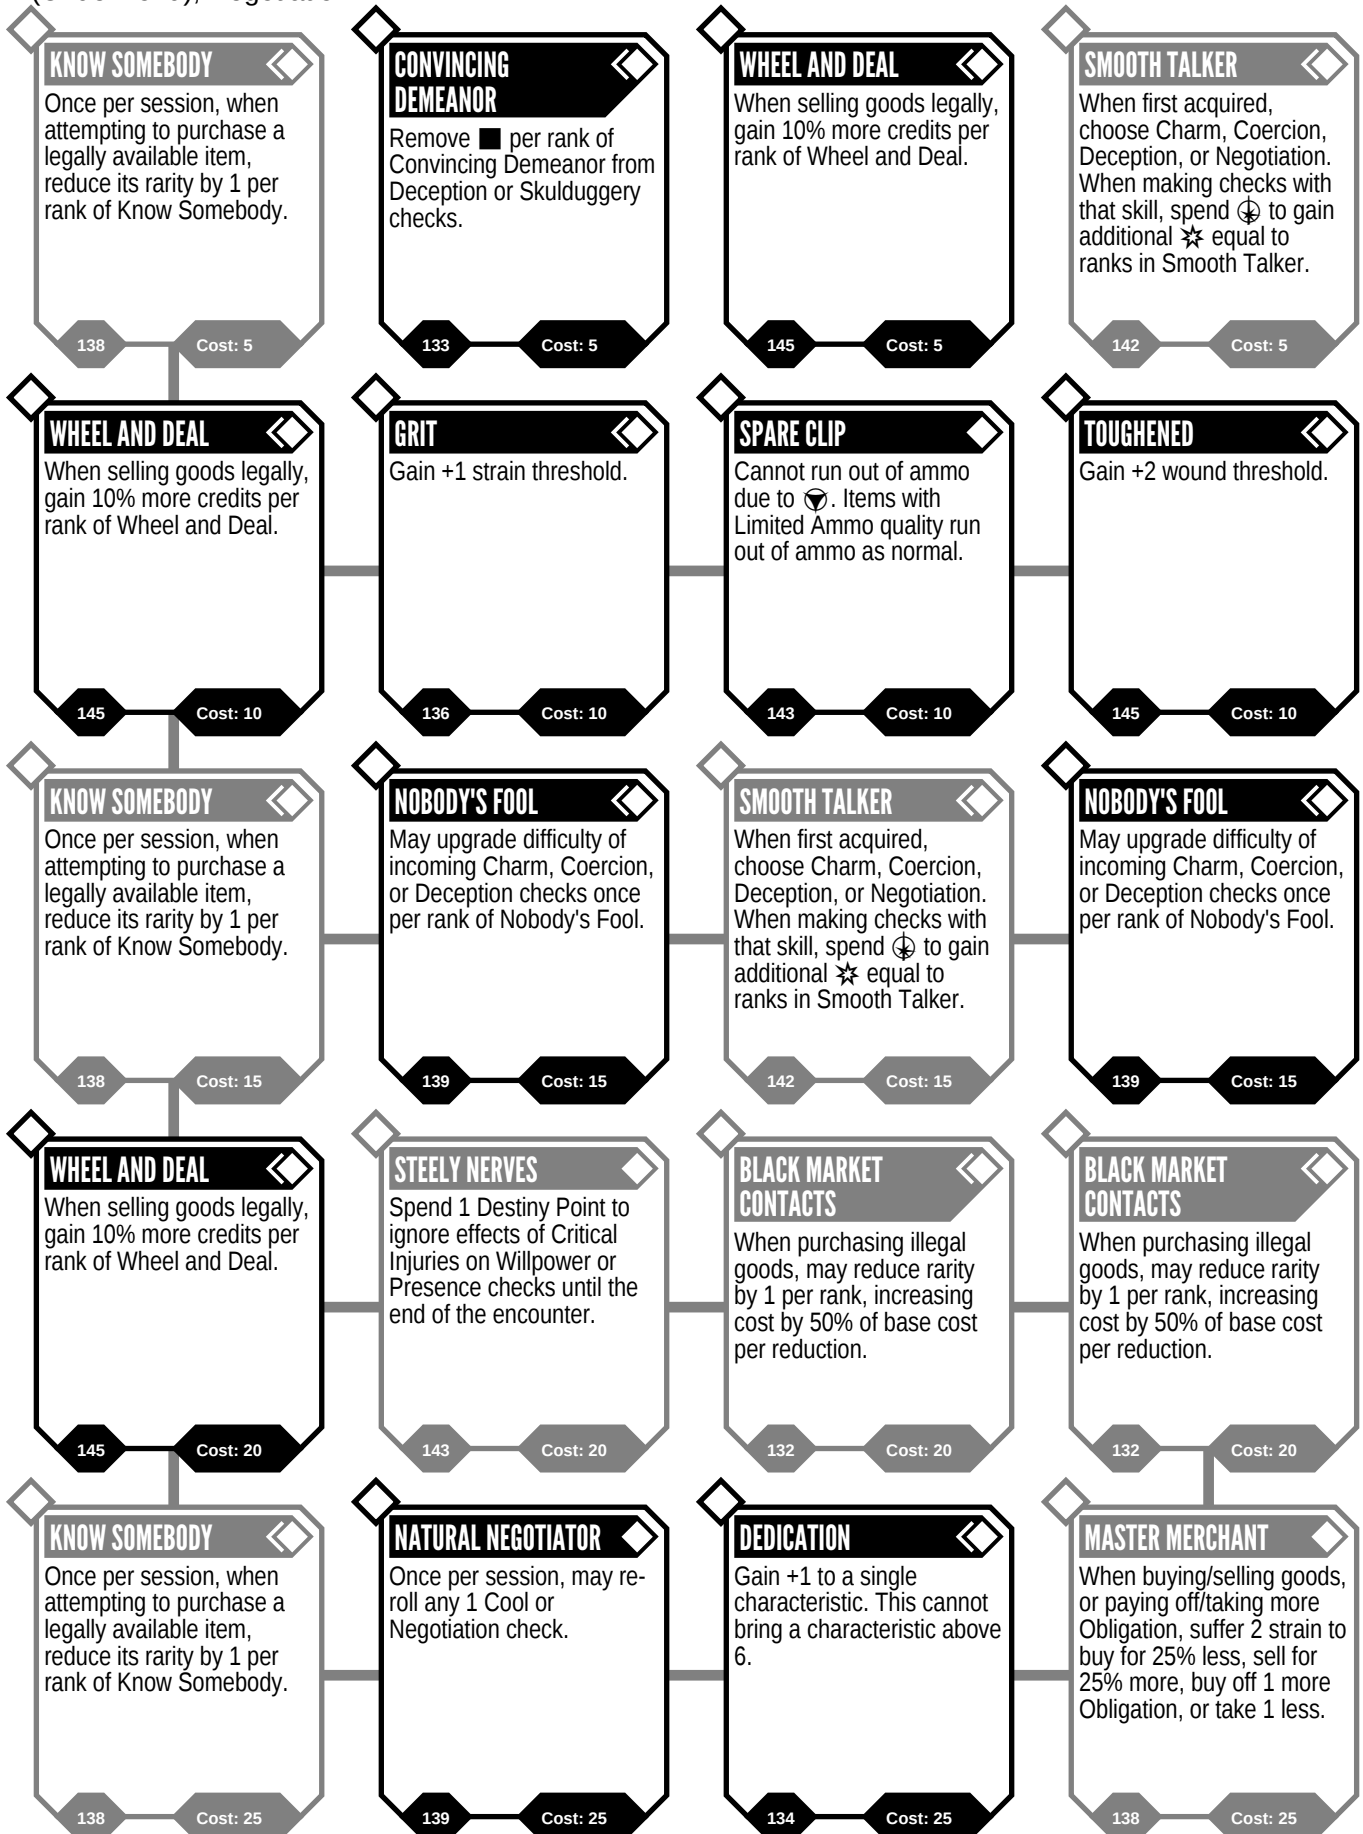 KNOW SOMEBODY
Once per session, when
attempting to purchase a
legally available item,
reduce its rarity by 1 per
rank of Know Somebody.
138
Cost: 5
CONVINCING
DEMEANOR
Remove ■ per rank of
Convincing Demeanor from
Deception or Skulduggery
checks.
133
Cost: 5
WHEEL AND DEAL
When selling goods legally,
gain 10% more credits per
rank of Wheel and Deal.
145
Cost: 5
SMOOTH TALKER
When first acquired,
choose Charm, Coercion,
Deception, or Negotiation.
When making checks with
that skill, spend to gain
additional equal to
ranks in Smooth Talker.
142
Cost: 5
WHEEL AND DEAL
When selling goods legally,
gain 10% more credits per
rank of Wheel and Deal.
145
Cost: 10
GRIT
Gain +1 strain threshold.
136
Cost: 10
SPARE CLIP
Cannot run out of ammo
due to . Items with
Limited Ammo quality run
out of ammo as normal.
143
Cost: 10
TOUGHENED
Gain +2 wound threshold.
145
Cost: 10
KNOW SOMEBODY
Once per session, when
attempting to purchase a
legally available item,
reduce its rarity by 1 per
rank of Know Somebody.
138
Cost: 15
NOBODY'S FOOL
May upgrade difficulty of
incoming Charm, Coercion,
or Deception checks once
per rank of Nobody's Fool.
139
Cost: 15
SMOOTH TALKER
When first acquired,
choose Charm, Coercion,
Deception, or Negotiation.
When making checks with
that skill, spend to gain
additional equal to
ranks in Smooth Talker.
142
Cost: 15
NOBODY'S FOOL
May upgrade difficulty of
incoming Charm, Coercion,
or Deception checks once
per rank of Nobody's Fool.
139
Cost: 15
WHEEL AND DEAL
When selling goods legally,
gain 10% more credits per
rank of Wheel and Deal.
145
Cost: 20
STEELY NERVES
Spend 1 Destiny Point to
ignore effects of Critical
Injuries on Willpower or
Presence checks until the
end of the encounter.
143
Cost: 20
BLACK MARKET
CONTACTS
When purchasing illegal
goods, may reduce rarity
by 1 per rank, increasing
cost by 50% of base cost
per reduction.
132
Cost: 20
BLACK MARKET
CONTACTS
When purchasing illegal
goods, may reduce rarity
by 1 per rank, increasing
cost by 50% of base cost
per reduction.
132
Cost: 20
KNOW SOMEBODY
Once per session, when
attempting to purchase a
legally available item,
reduce its rarity by 1 per
rank of Know Somebody.
138
Cost: 25
NATURAL NEGOTIATOR
Once per session, may re-
roll any 1 Cool or
Negotiation check.
139
Cost: 25
DEDICATION
Gain +1 to a single
characteristic. This cannot
bring a characteristic above
6.
134
Cost: 25
MASTER MERCHANT
When buying/selling goods,
or paying off/taking more
Obligation, suffer 2 strain to
buy for 25% less, sell for
25% more, buy off 1 more
Obligation, or take 1 less.
138
Cost: 25